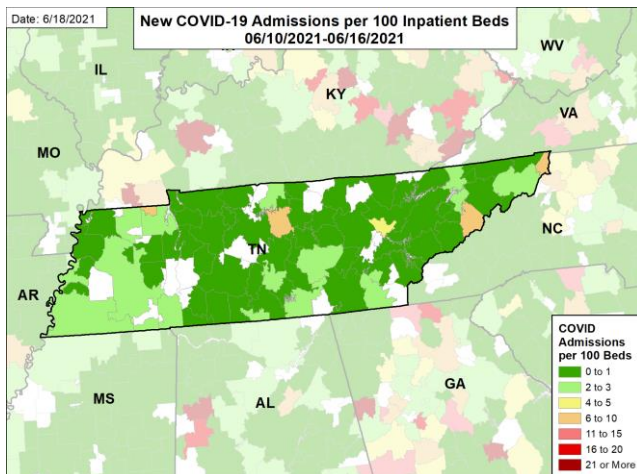 Date: 6/18/2021
New COVID-19 Admissions per 100 Inpatient Beds
06/10/2021-06/16/2021
IL
WV
KY
VA
MO
TN
NC
AR
MS
AL
GA
COVID
Admissions
per 100 Beds
0 to 1
2 to 3
4 to 5
6 to 10
11 to 15
16 to 20
21 or More